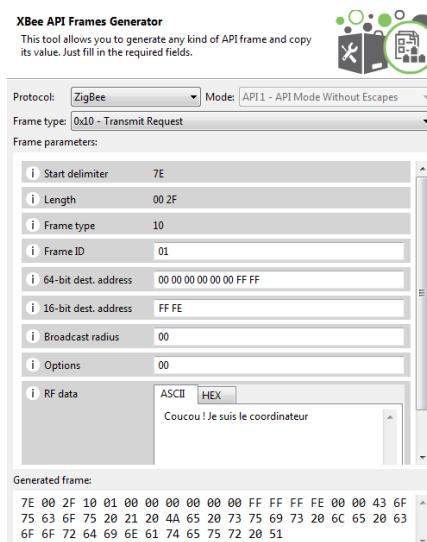 XBee API Frames Generator
This tool allows you to generate any kind of API frame and copy
its value. Just fill in the required fields.
Protocol: ZigBee Mode: API 1 - API Mode Without Escapes
Frame type: 0x10 - Transmit Request
Frame parameters:
i Start delimiter 7E
i Length 00 2F
i Frame type 10
i Frame ID 01
i 64-bit dest. address 00 00 00 00 00 00 FF FF
i 16-bit dest. address FF FE
i Broadcast radius 00
i Options 00
i RF data ASCII HEX
Coucou ! Je suis le coordinateur
Generated frame:
7E 00 2F 10 01 00 00 00 00 00 00 FF FF FF FE 00 00 43 6F
75 63 6F 75 20 21 20 4A 65 20 73 75 69 73 20 6C 65 20 63
6F 6F 72 64 69 6E 61 74 65 75 72 20 51